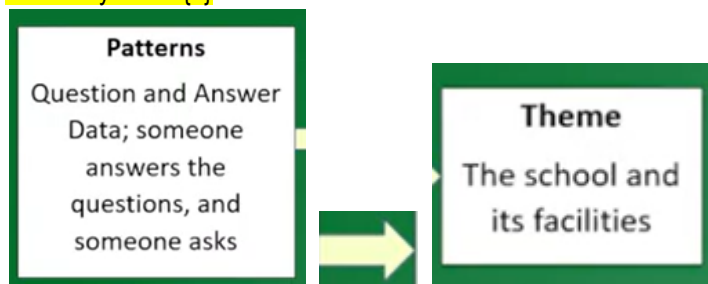 Patterns
Question and Answer
Data; someone
answers the
questions, and
someone asks
Theme
The school and
its facilities